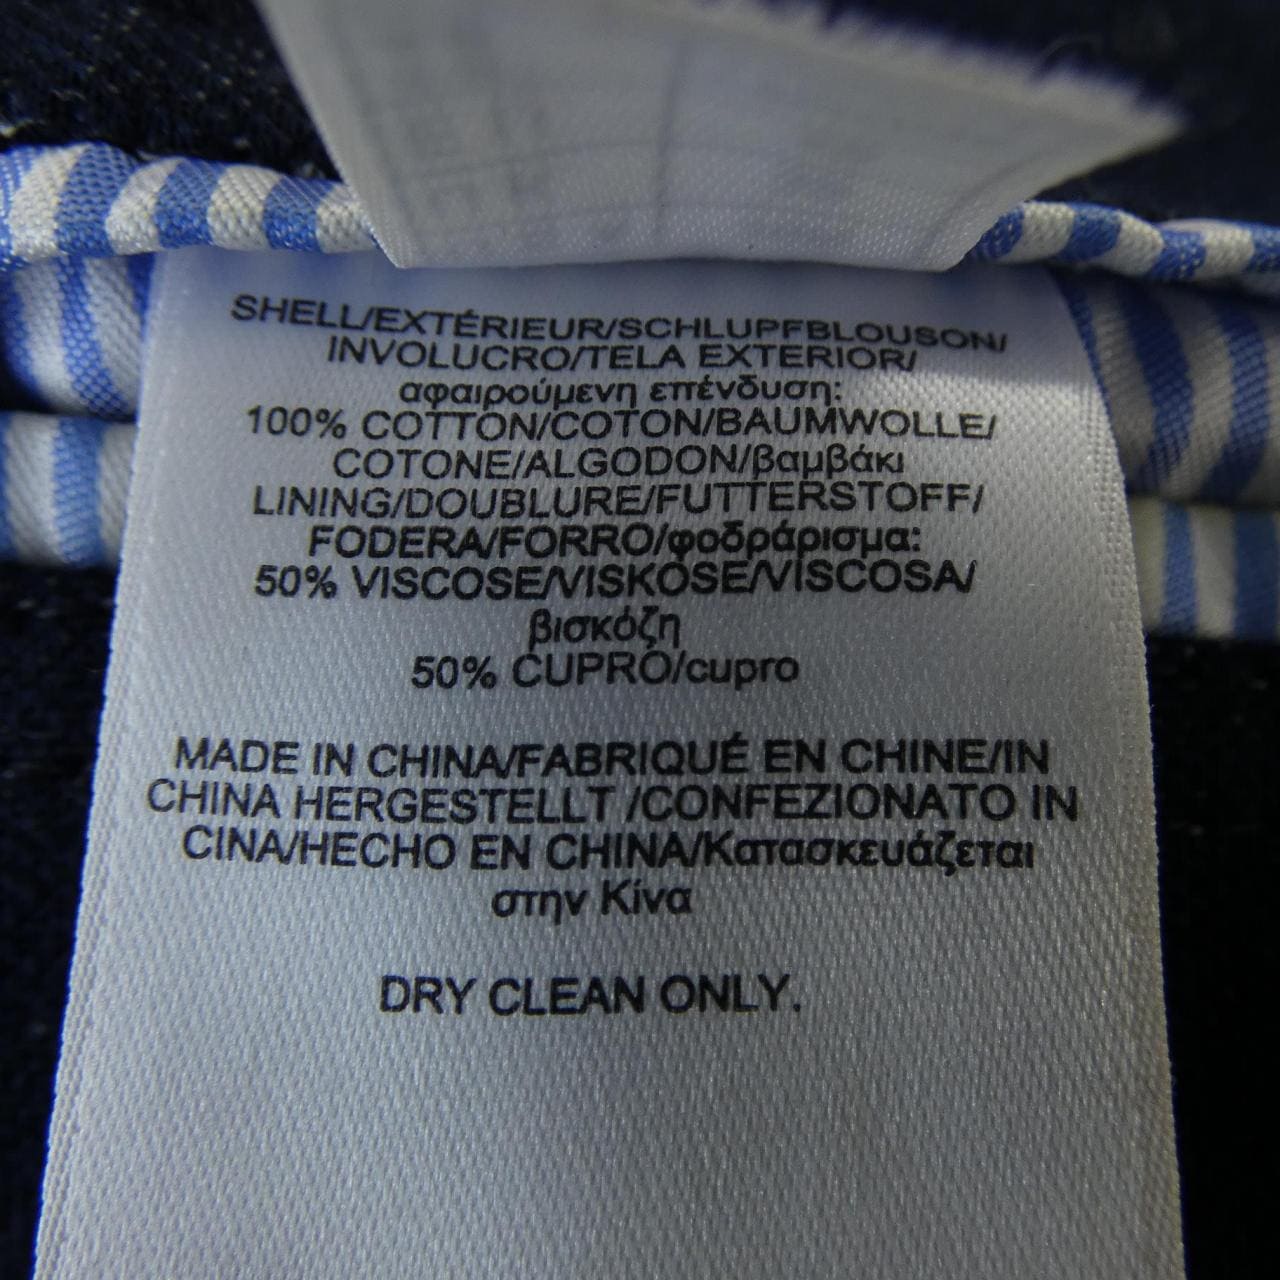 SHELL/EXTÉRIEUR/SCHLUPFBLOUSON/
INVOLUCRO/TELA EXTERIOR/
αφαιρούμενη επένδυση:
100% COTTON/COTON/BAUMWOLLE/
COTONE/ALGODON/βαμβάκι
LINING/DOUBLURE/FUTTERSTOFF/
FODERA/FORRO/φοδράρισμα:
50% VISCOSE/VISKOSE/VISCOSA/
βισκόζη
50% CUPRO/cupro
MADE IN CHINA/FABRIQUÉ EN CHINE/IN
CHINA HERGESTELLT /CONFEZIONATO IN
CINA/HECHO EN CHINA/Κατασκευάζεται
στην Κίνα
DRY CLEAN ONLY.